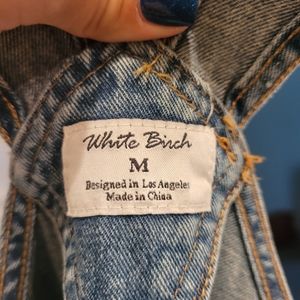 White Birch
M
Designed in Los Angeles
Made in China